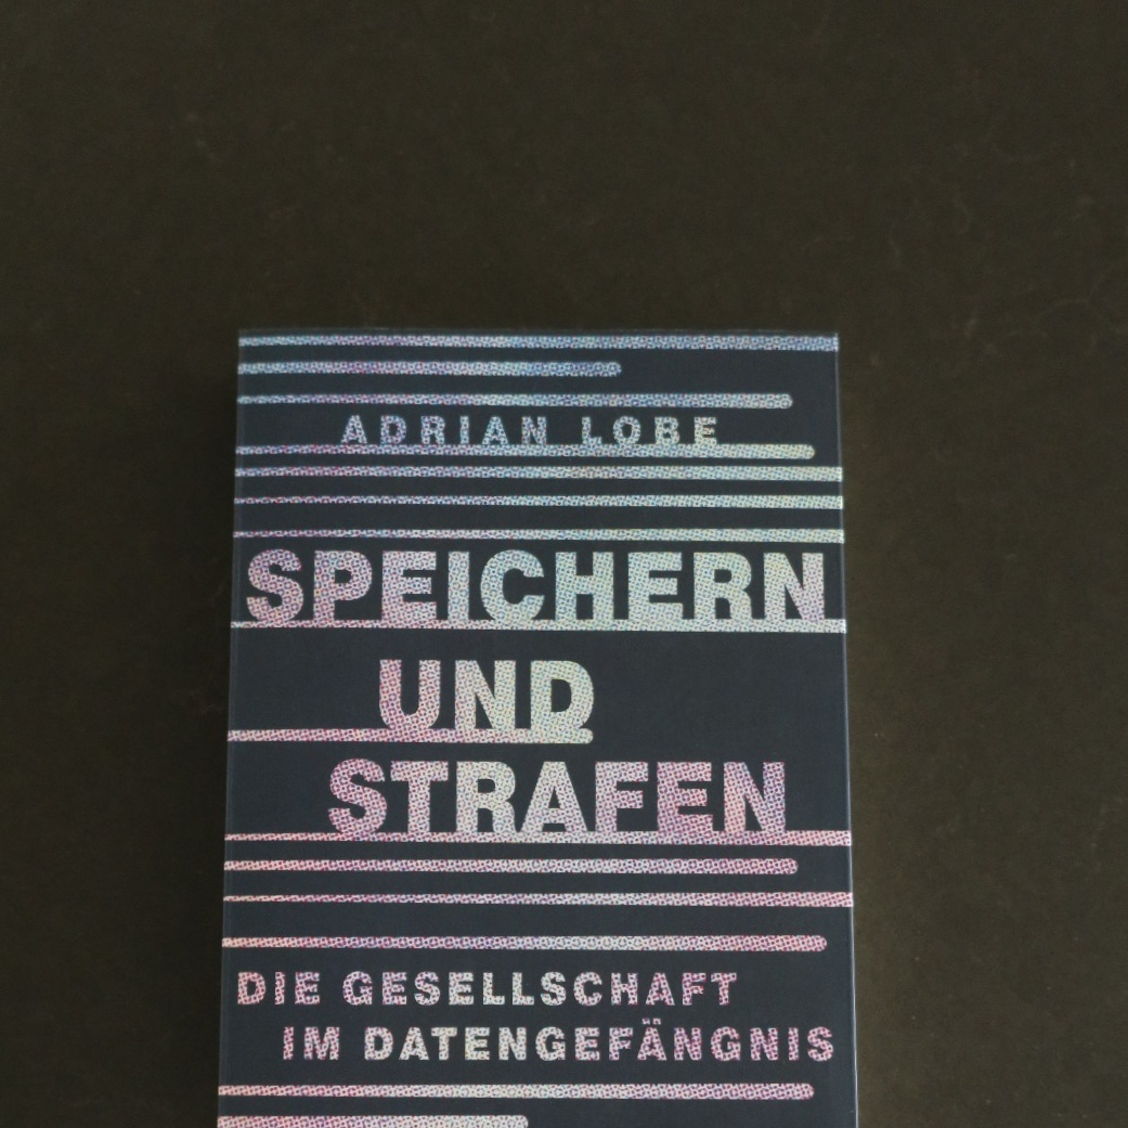 ADRIAN LOBE
SPEICHERN
UND
STRAFEN
DIE GESELLSCHAFT
IM DATENGEFÄNGNIS